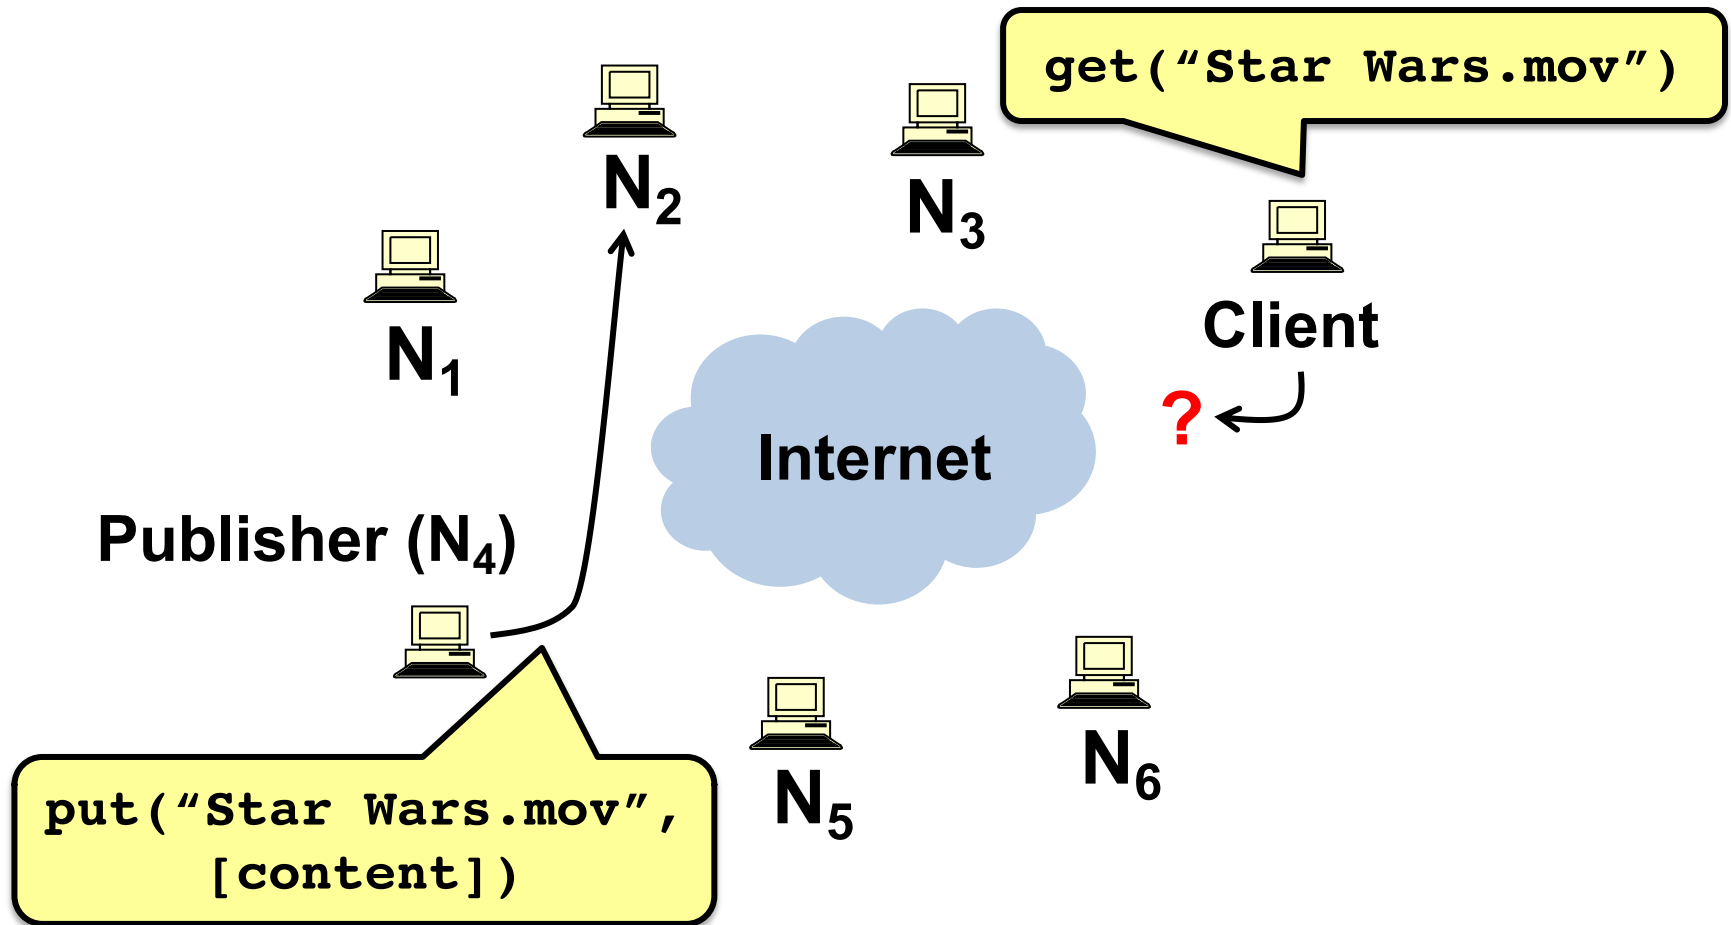 get(“Star Wars.mov”)
N₂
N₃
N₁
Client
?
Internet
Publisher (N₄)
N₆
N₅
put(“Star Wars.mov”,
[content])